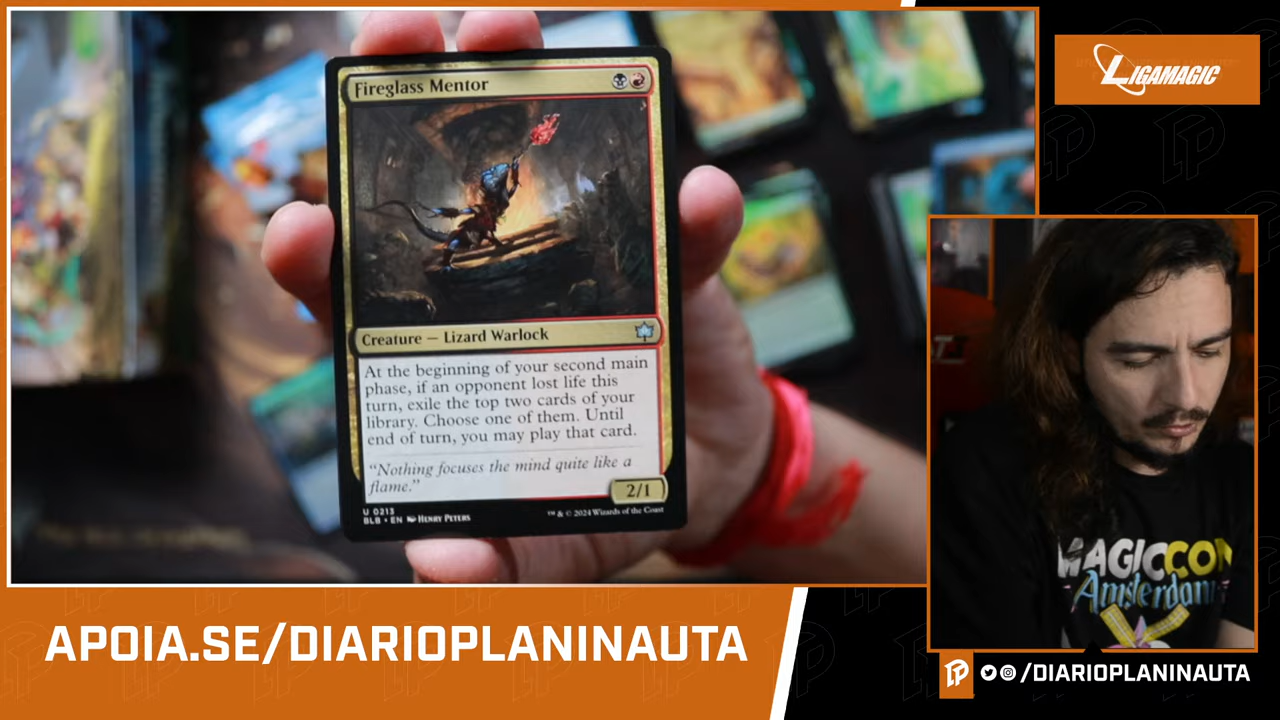 Fireglass Mentor
Creature — Lizard Warlock
At the beginning of your second main
phase, if an opponent lost life this
turn, exile the top two cards of your
library. Choose one of them. Until
end of turn, you may play that card.
“Nothing focuses the mind quite like a
flame.”
2/1
U 0213
BLB • EN HENRY PETERS
™ & © 2024 Wizards of the Coast
LIGAMAGIC
MAGICCON
Amsterdam
APOIA.SE/DIARIOPLANINAUTA
/DIARIOPLANINAUTA